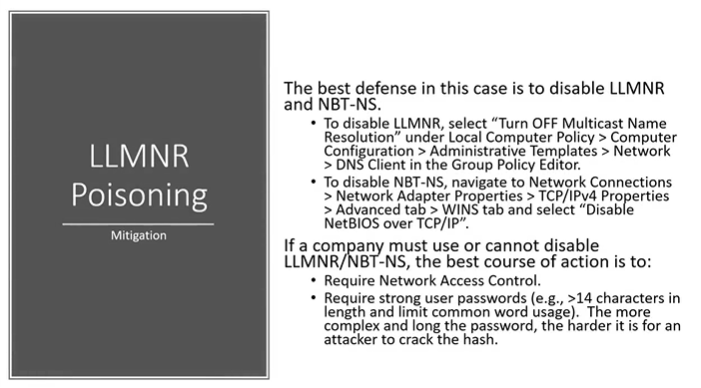 LLMNR
Poisoning
Mitigation
The best defense in this case is to disable LLMNR
and NBT-NS.
• To disable LLMNR, select “Turn OFF Multicast Name
Resolution” under Local Computer Policy > Computer
Configuration > Administrative Templates > Network
> DNS Client in the Group Policy Editor.
• To disable NBT-NS, navigate to Network Connections
> Network Adapter Properties > TCP/IPv4 Properties
> Advanced tab > WINS tab and select “Disable
NetBIOS over TCP/IP”.
If a company must use or cannot disable
LLMNR/NBT-NS, the best course of action is to:
• Require Network Access Control.
• Require strong user passwords (e.g., >14 characters in
length and limit common word usage).  The more
complex and long the password, the harder it is for an
attacker to crack the hash.